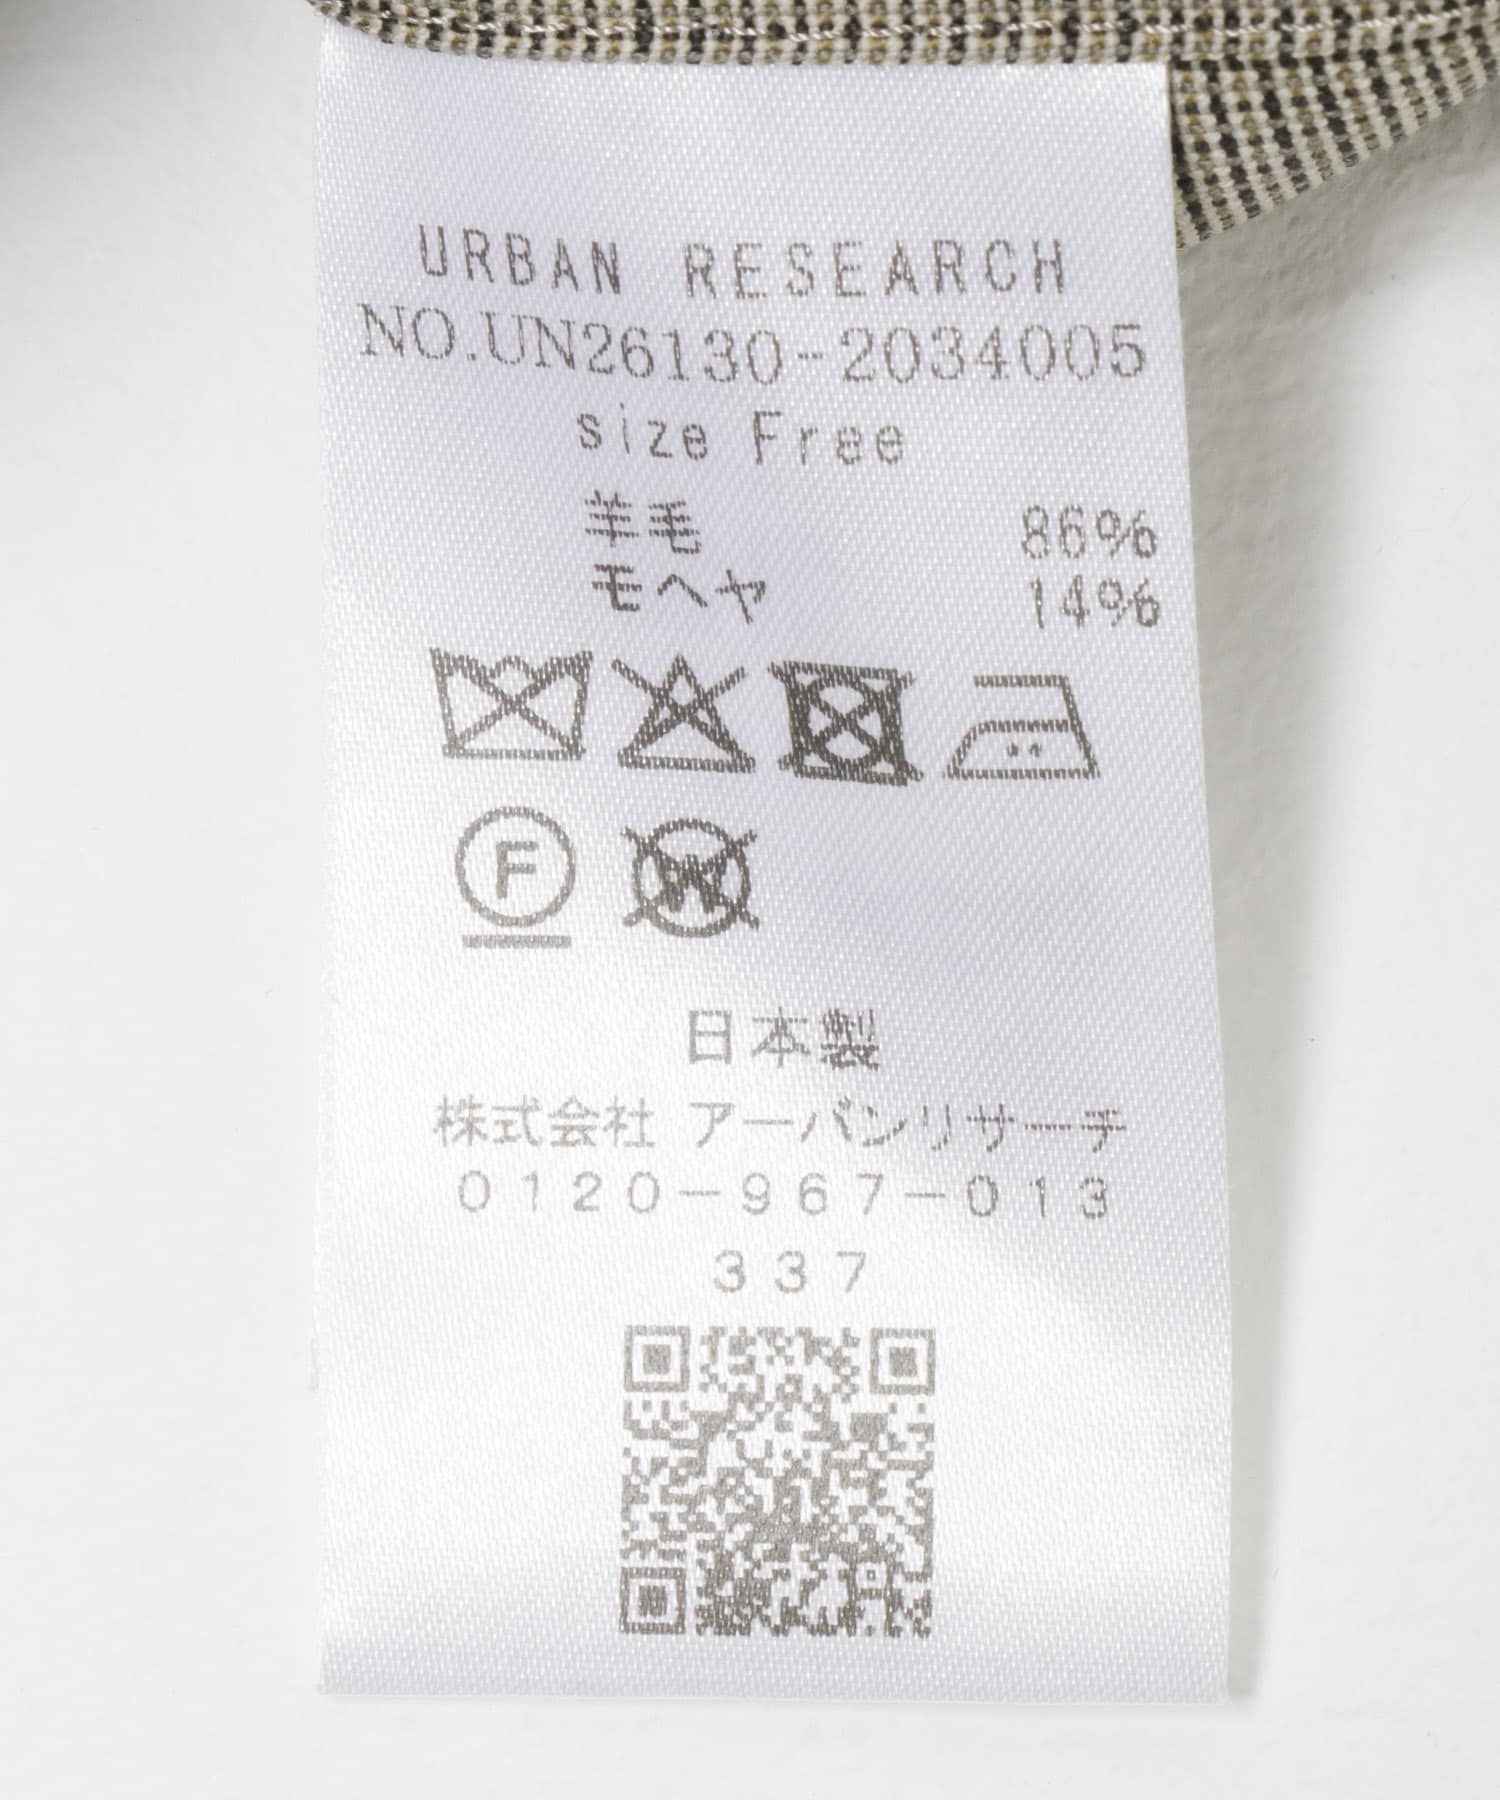 URBAN RESEARCH
NO.UN26130-2034005
size Free
羊毛 86%
モヘヤ 14%
F
W
日本製
株式会社 アーバンリサーチ
0120-967-013
337